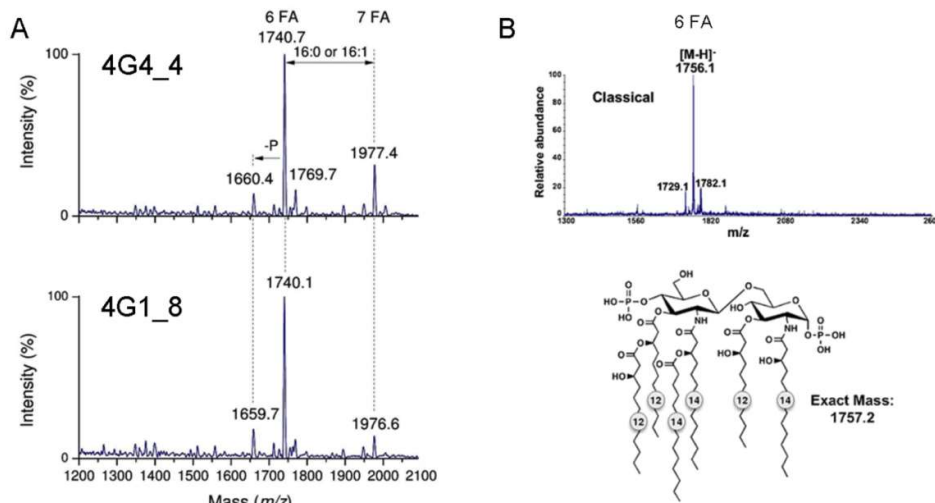 A
6 FA
7 FA
1740.7
16:0 or 16:1
100
4G4_4
Intensity (%)
-P
1977.4
1660.4
1769.7
0
1740.1
100
4G1_8
Intensity (%)
1659.7
1976.6
0
1200 1300 1400 1500 1600 1700 1800 1900 2000 2100
Mass (m/z)
B
6 FA
[M-H]-
1756.1
100
Classical
80
Relative abundance
60
40
1729.1
1782.1
20
0
1300 1560 1820 2080 2340 260
m/z
OH
O
HO-P-O
HO
O
O
O
HO
O
O
NH
O
O
NH
O
O
P-OH
OH
O
O
O
O
O
O
O
HO
O
HO
HO
12
14
12
14
12
14
Exact Mass:
1757.2